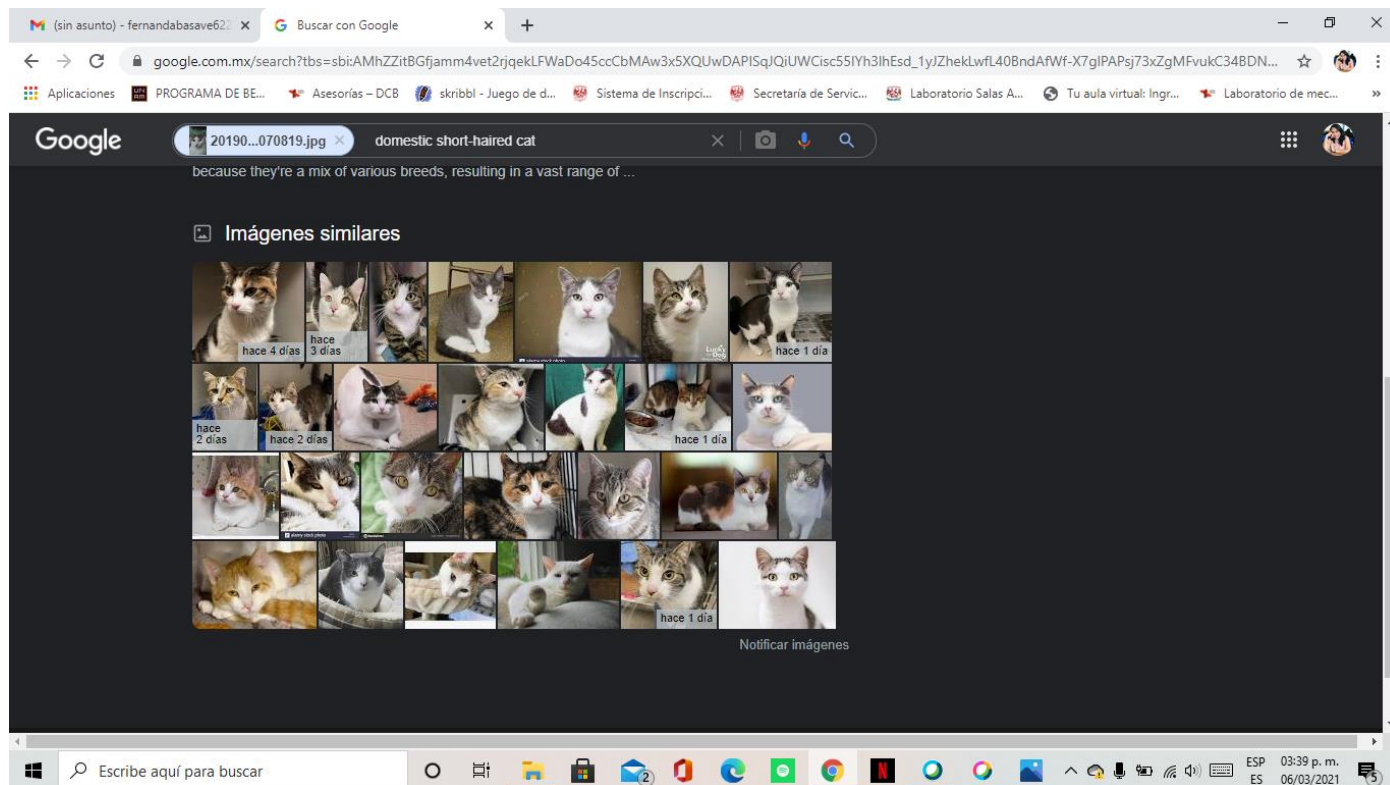 (sin asunto) - fernandabasave622
Buscar con Google
google.com.mx/search?tbs=sbi:AMhZZitBGfjamm4vet2rjqekLFWaDo45ccCbMAw3x5XQUwDAPISqJQiUWCisc55IYh3IhEsd_1yJZhekLwfL40BndAfWf-X7gIPAPsj73xZgMFvukC34BDN...
Aplicaciones PROGRAMA DE BE... Asesorías – DCB skribbl - Juego de d... Sistema de Inscripci... Secretaría de Servic... Laboratorio Salas A... Tu aula virtual: Ingr... Laboratorio de mec... »
Google 20190...070819.jpg domestic short-haired cat
because they're a mix of various breeds, resulting in a vast range of ...
Imágenes similares
hace 4 días
hace
3 días
hace 1 día
hace
2 días
hace 2 días
hace 1 día
hace 1 día
Notificar imágenes
Escribe aquí para buscar
2
ESP
ES
03:39 p. m.
06/03/2021
5